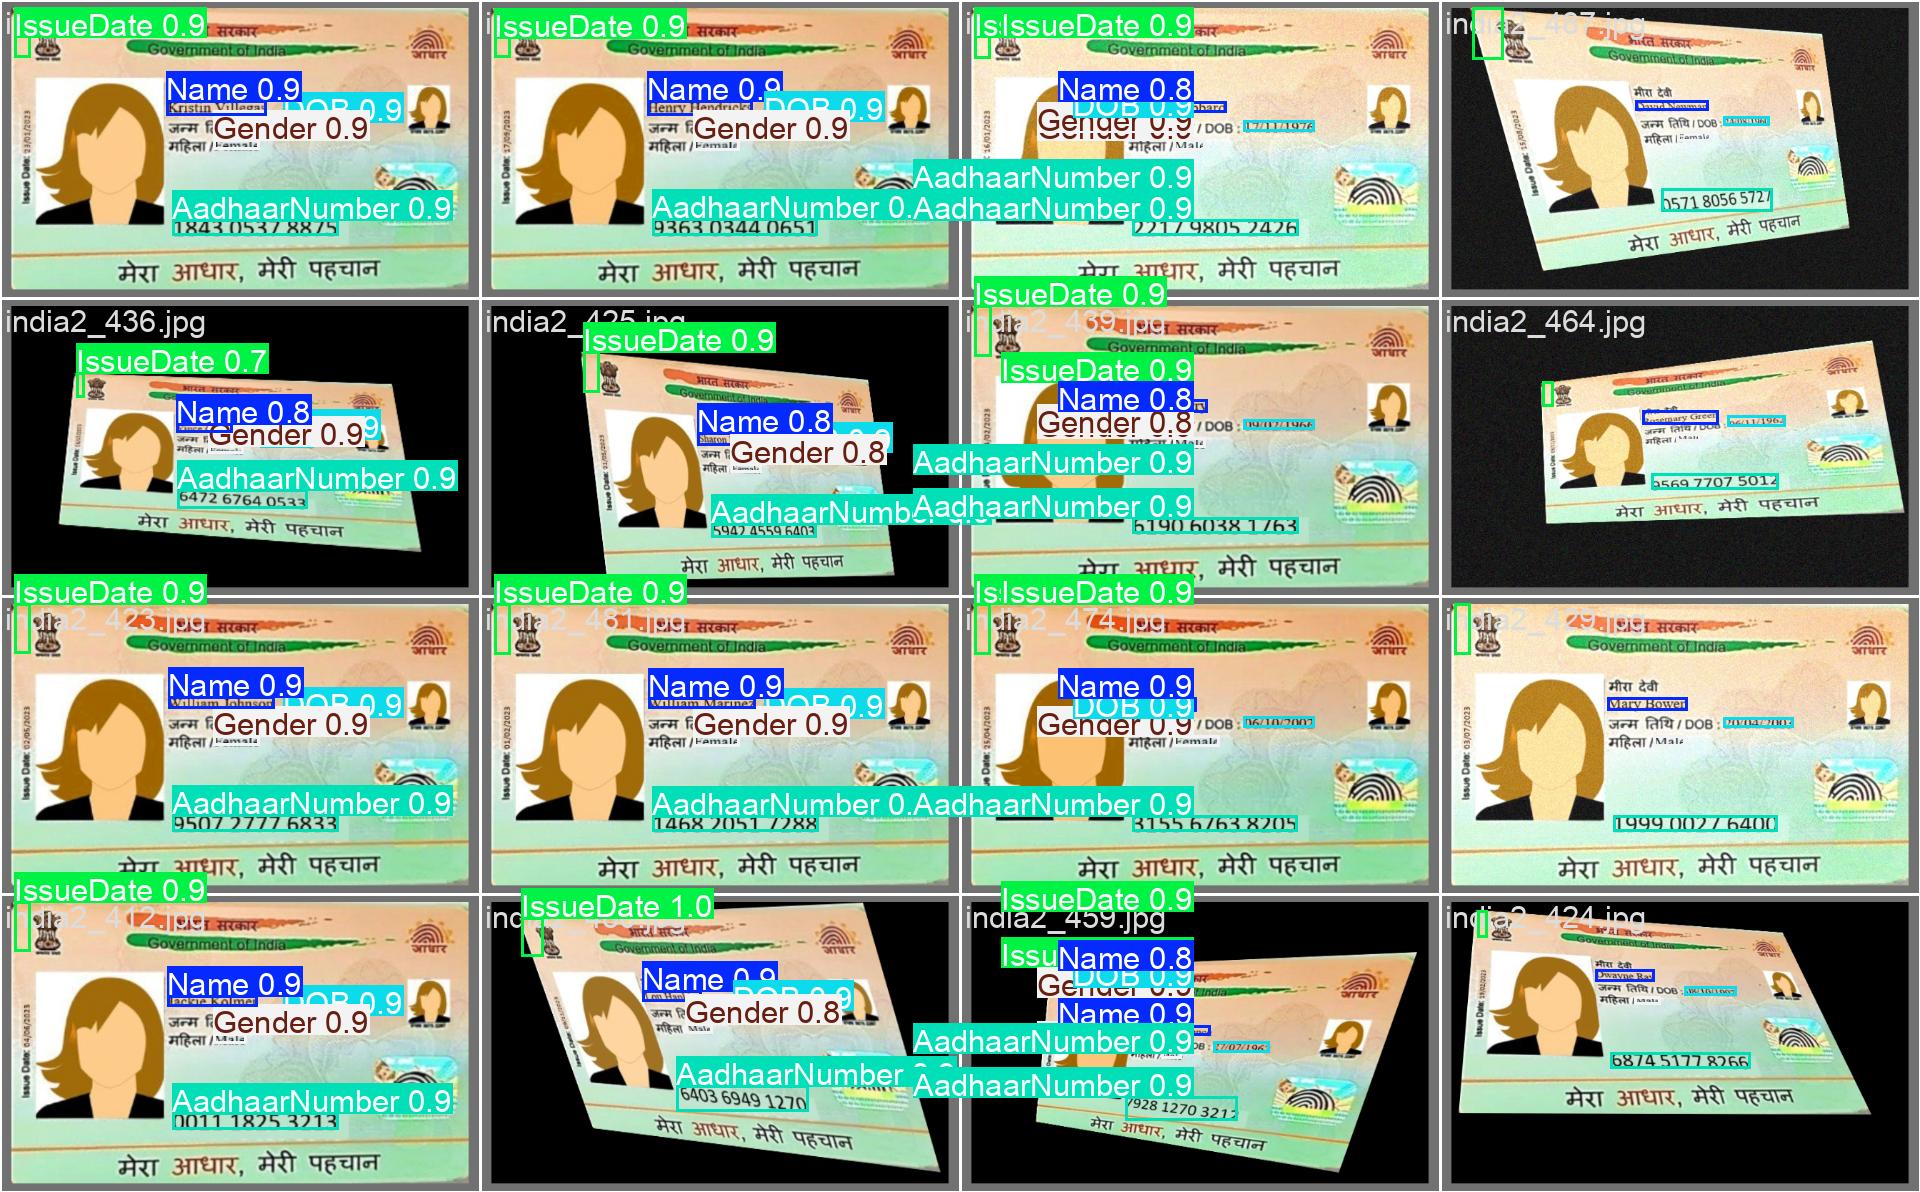 IssueDate 0.9
सरकार
Government of India
आधार
Name 0.9
Kristin Villegas
DOB 0.9
जन्म
Gender 0.9
महिला / Female
Issue Date: 23/01/2023
AadhaarNumber 0.9
1843 0537 8875
मेरा आधार, मेरी पहचान
IssueDate 0.9
सरकार
Government of India
आधार
Name 0.9
Henry Hendricks
DOB 0.9
जन्म
Gender 0.9
महिला / Female
Issue Date: 17/09/2023
AadhaarNumber 0.
9363 0344 0651
मेरा आधार, मेरी पहचान
IssueDate 0.9
सरकार
Government of India
आधार
Name 0.8
DOB 0.9
Gender 0.9
/ DOB : 17/11/1976
महिला / Male
16/01/2023
AadhaarNumber 0.9
AadhaarNumber 0.9
2217 9805 2426
मेरा आधार, मेरी पहचान
india2_487.jpg
भारत सरकार
Government of India
आधार
मीरा देवी
जन्म तिथि / DOB :
महिला / Female
Issue Date: 15/08/2023
0571 8056 5727
मेरा आधार, मेरी पहचान
india2_436.jpg
IssueDate 0.7
भारत सरकार
Name 0.8
9
Gender 0.9
जन्म
AadhaarNumber 0.9
6472 6764 0533
मेरा आधार, मेरी पहचान
india2_425.jpg
IssueDate 0.9
भारत सरकार
Government of India
Name 0.8
Sharon
जन्म
Gender 0.8
AadhaarNumber
5942 4559 6403
मेरा आधार, मेरी पहचान
IssueDate 0.9
india2_439.jpg
सरकार
Government of India
आधार
IssueDate 0.9
Name 0.8
Gender 0.8
/ DOB : 09/02/1966
AadhaarNumber 0.9
AadhaarNumber 0.9
6190 6038 1763
मेरा आधार, मेरी पहचान
india2_464.jpg
भारत सरकार
Government of India
मीरा देवी
Rosemary Green
जन्म तिथि / DOB : 06/11/1962
महिला / Male
9569 7707 5012
मेरा आधार, मेरी पहचान
IssueDate 0.9
india2_423.jpg
सरकार
Government of India
आधार
Name 0.9
William Johnson
DOB 0.9
जन्म
Gender 0.9
महिला / Female
Issue Date: 02/05/2023
AadhaarNumber 0.9
9507 2777 6833
मेरा आधार, मेरी पहचान
IssueDate 0.9
india2_481.jpg
सरकार
Government of India
आधार
Name 0.9
William Martinez
DOB 0.9
जन्म
Gender 0.9
महिला / Female
Issue Date: 01/02/2023
AadhaarNumber 0.
1468 2051 7288
मेरा आधार, मेरी पहचान
IssueDate 0.9
india2_474.jpg
सरकार
Government of India
आधार
Name 0.9
DOB 0.9
Gender 0.9
/ DOB : 06/10/2002
महिला / Female
Issue Date: 25/04/2023
AadhaarNumber 0.9
3155 6763 8205
मेरा आधार, मेरी पहचान
india2_429.jpg
सरकार
Government of India
आधार
मीरा देवी
Mary Bowen
जन्म तिथि / DOB : 20/04/2003
महिला / Male
Issue Date: 03/07/2023
1999 0027 6400
मेरा आधार, मेरी पहचान
IssueDate 0.9
india2_412.jpg
सरकार
Government of India
आधार
Name 0.9
Jackie Kolmer
DOB 0.9
जन्म
Gender 0.9
महिला / Male
Issue Date: 04/06/2023
AadhaarNumber 0.9
0011 1825 3213
मेरा आधार, मेरी पहचान
IssueDate 1.0
भारत सरकार
Government of India
आधार
Name 0.9
DOB 0.9
जन्म
Gender 0.8
महिला / Male
AadhaarNumber
6403 6949 1270
मेरा आधार, मेरी पहचान
IssueDate 0.9
india2_459.jpg
Name 0.8
DOB 0.9
सरकार
India
आधार
Name 0.9
AadhaarNumber 0.9
AadhaarNumber 0.9
7928 1270 3217
मेरा आधार, मेरी पहचान
india2_424.jpg
भारत सरकार
Government of India
आधार
मीरा देवी
Dwayne Ray
जन्म तिथि / DOB :
महिला / Male
Issue Date: 19/02/2023
6874 5177 8266
मेरा आधार, मेरी पहचान